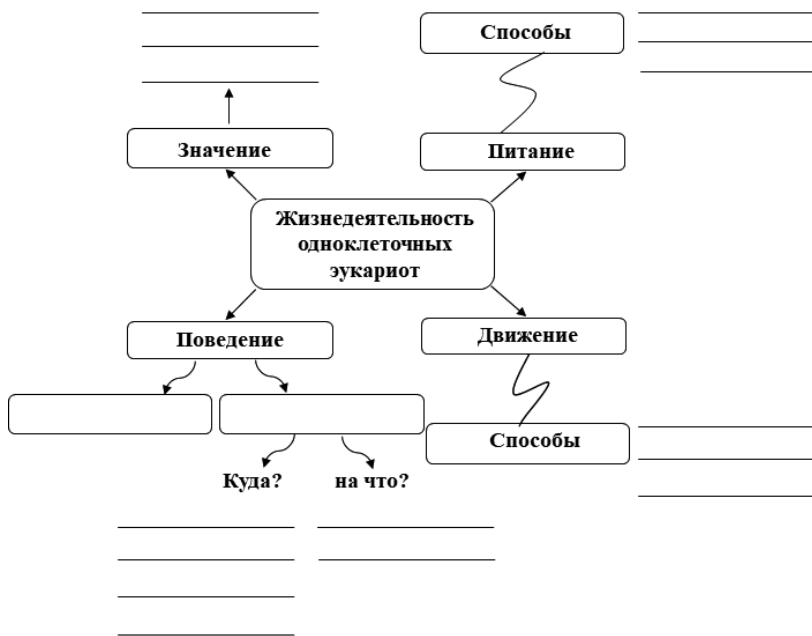 Способы
Значение
Питание
Жизнедеятельность
одноклеточных
эукариот
Поведение
Движение
Способы
Куда?
на что?